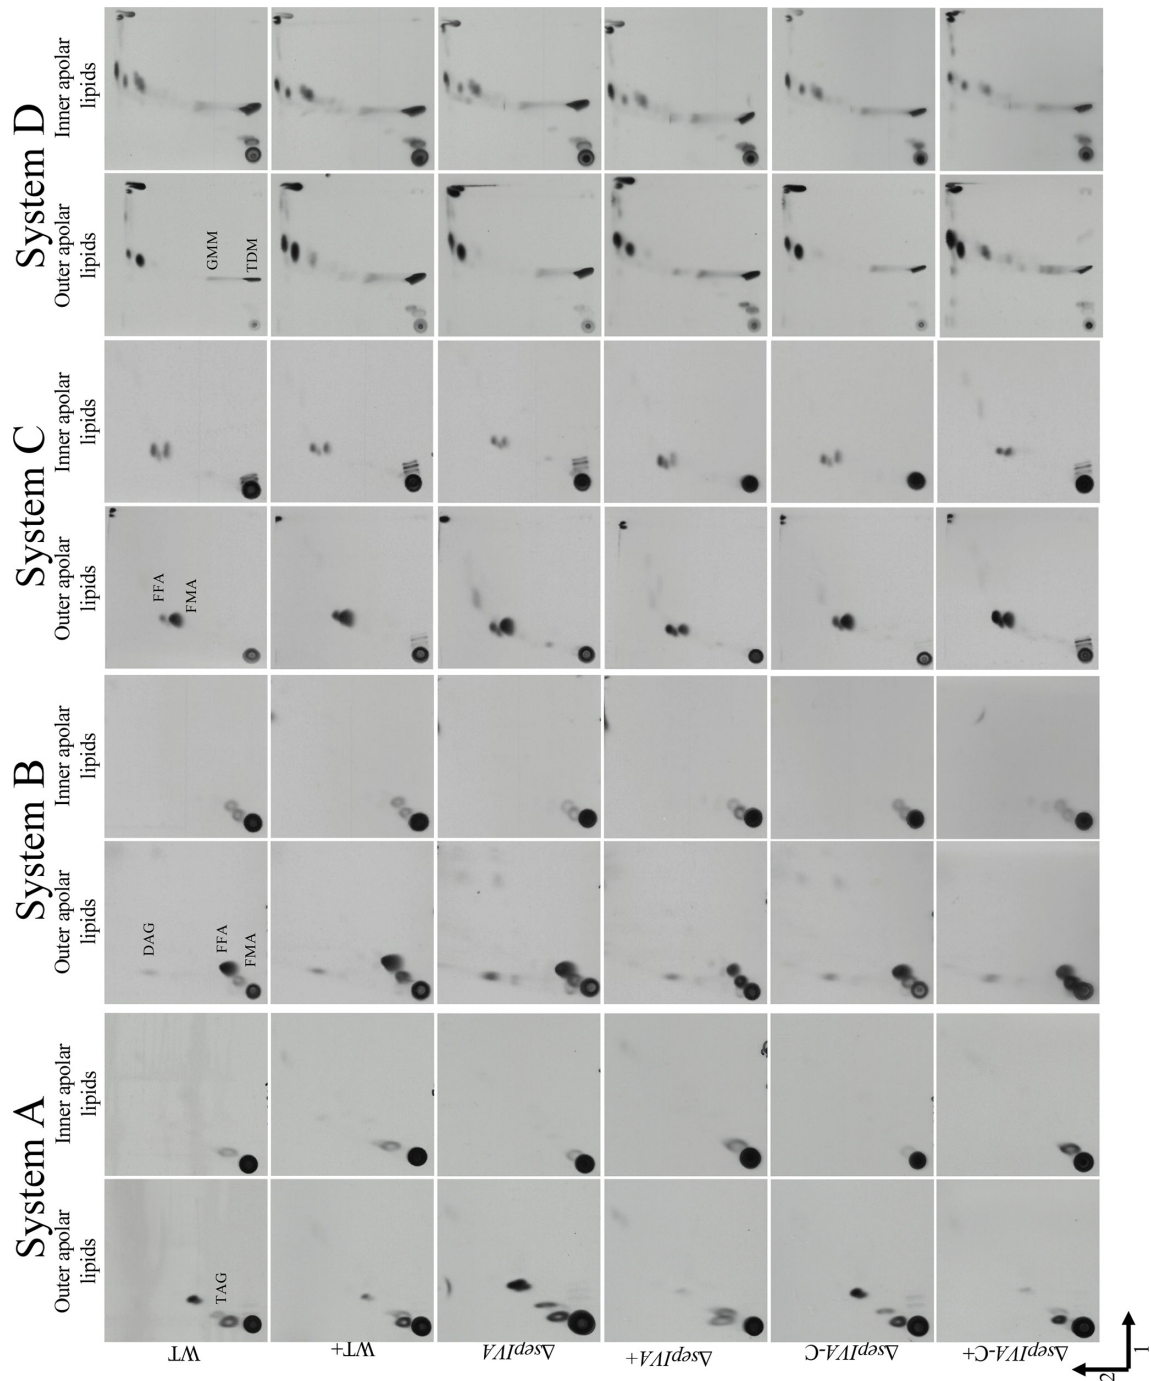 System A
System B
System C
System D
Outer apolar
lipids
Inner apolar
lipids
Outer apolar
lipids
Inner apolar
lipids
Outer apolar
lipids
Inner apolar
lipids
Outer apolar
lipids
Inner apolar
lipids
WT
TAG
DAG
FFA
FMA
FFA
FMA
GMM
TDM
WT+
ΔsepIVA
ΔsepIVA+
ΔsepIVA-C
ΔsepIVA-C+
2
1